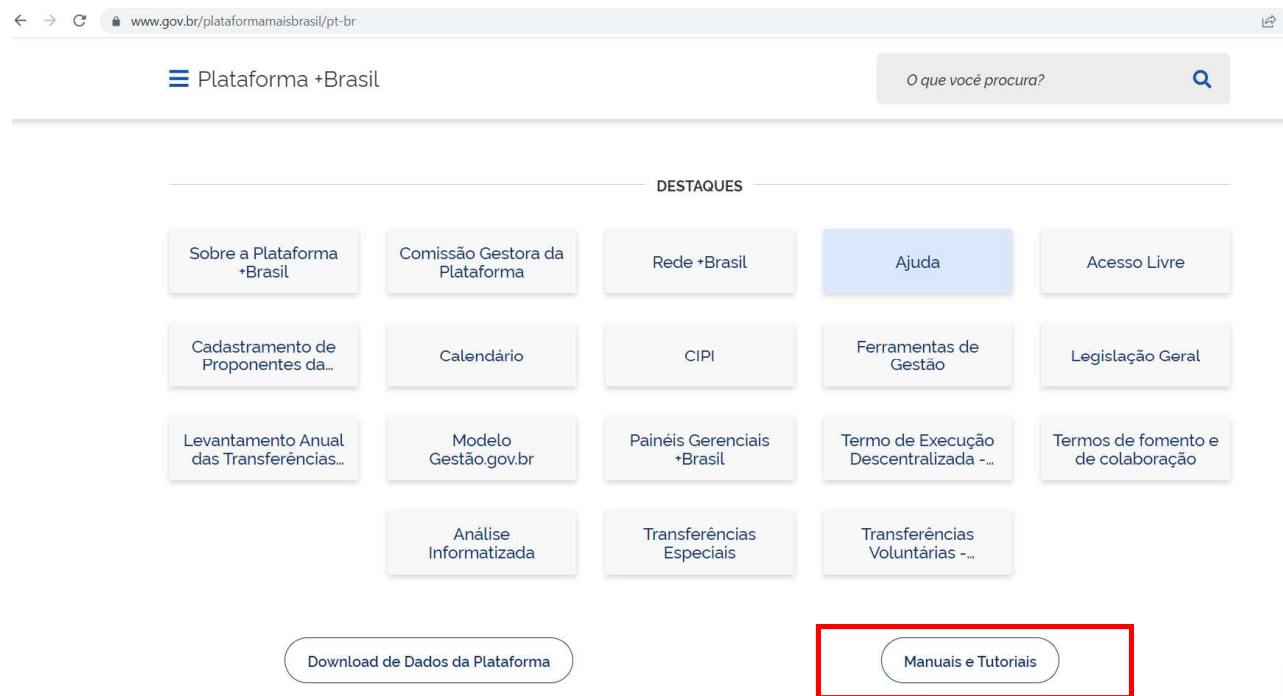 www.gov.br/plataformamaisbrasil/pt-br
Plataforma +Brasil
O que você procura?
DESTAQUES
Sobre a Plataforma
+Brasil
Comissão Gestora da
Plataforma
Rede +Brasil
Ajuda
Acesso Livre
Cadastramento de
Proponentes da...
Calendário
CIPI
Ferramentas de
Gestão
Legislação Geral
Levantamento Anual
das Transferências...
Modelo
Gestão.gov.br
Painéis Gerenciais
+Brasil
Termo de Execução
Descentralizada -...
Termos de fomento e
de colaboração
Análise
Informatizada
Transferências
Especiais
Transferências
Voluntárias -...
Download de Dados da Plataforma
Manuais e Tutoriais